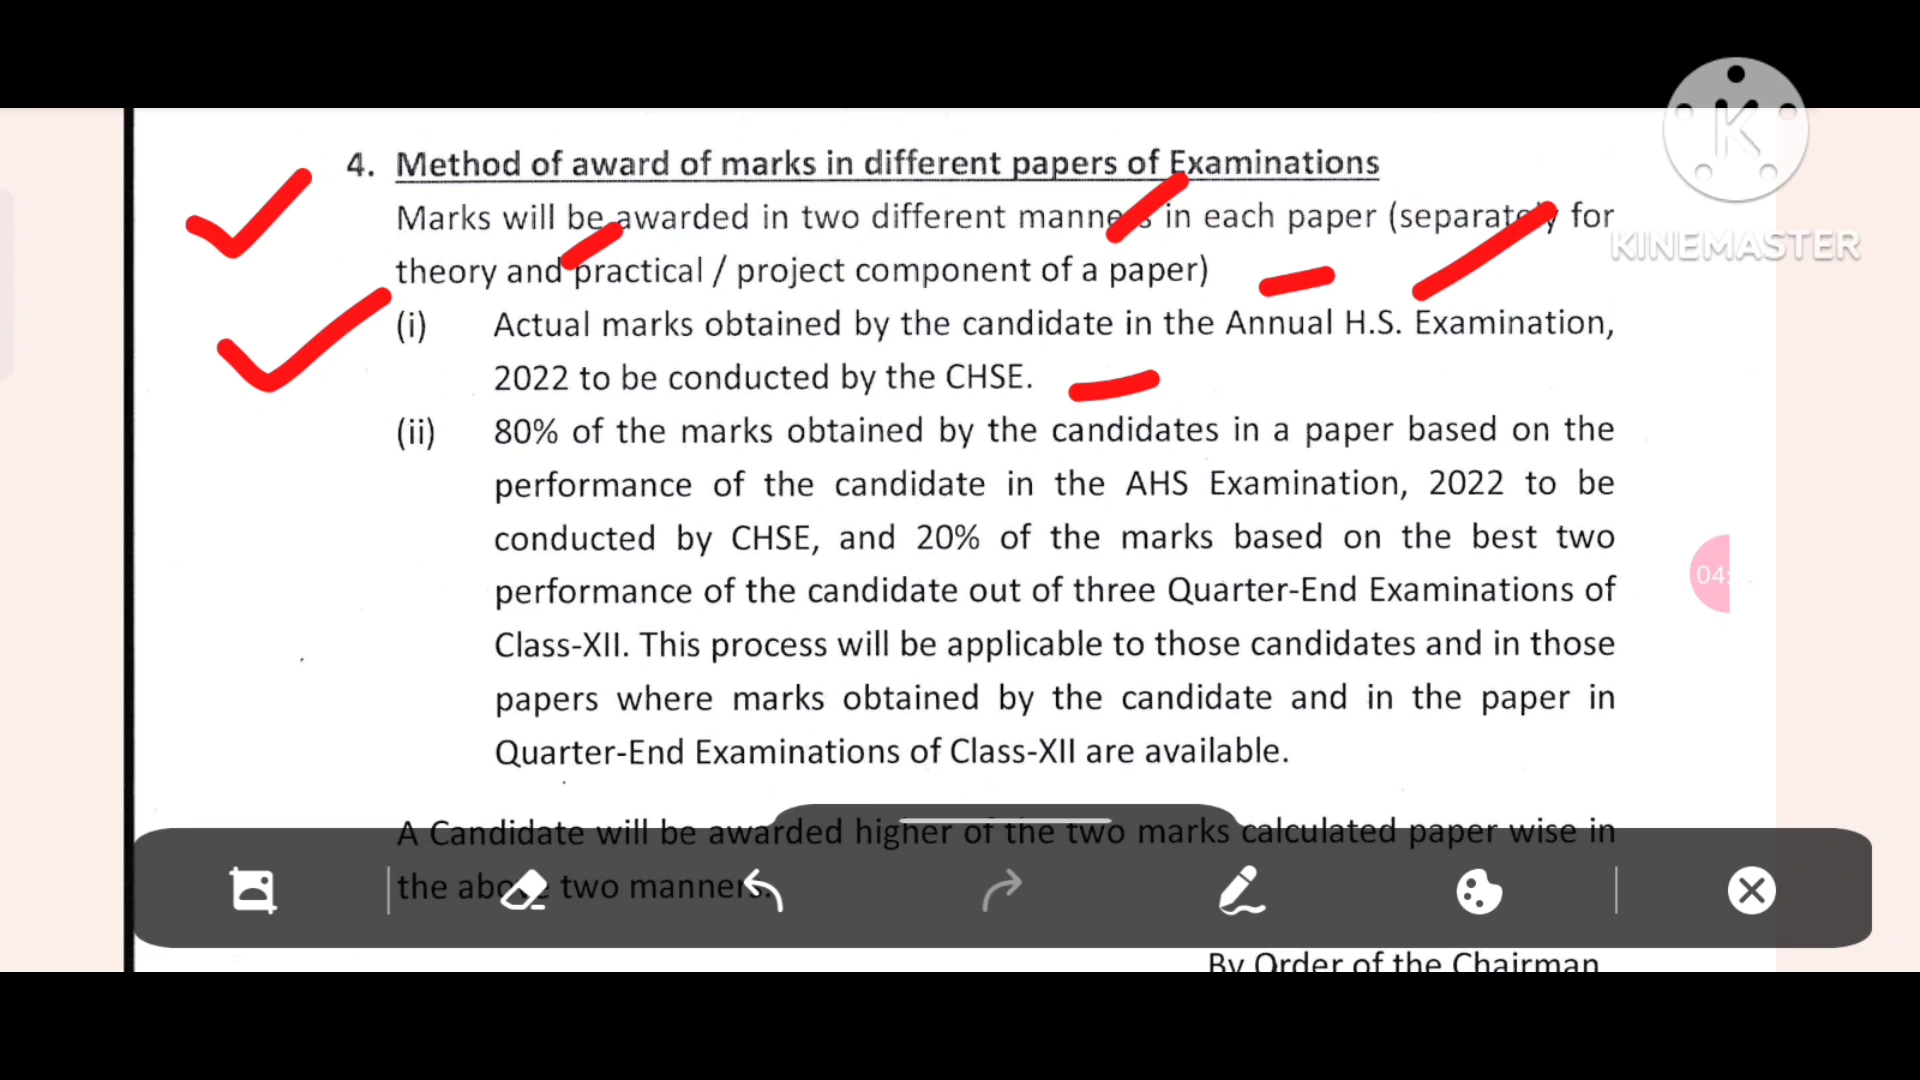 KINEMASTER
4. Method of award of marks in different papers of Examinations
Marks will be awarded in two different manners in each paper (separately for
theory and practical / project component of a paper)
(i) Actual marks obtained by the candidate in the Annual H.S. Examination,
2022 to be conducted by the CHSE.
(ii) 80% of the marks obtained by the candidates in a paper based on the
performance of the candidate in the AHS Examination, 2022 to be
conducted by CHSE, and 20% of the marks based on the best two
performance of the candidate out of three Quarter-End Examinations of
Class-XII. This process will be applicable to those candidates and in those
papers where marks obtained by the candidate and in the paper in
Quarter-End Examinations of Class-XII are available.
A Candidate will be awarded higher of the two marks calculated paper wise in
the above two manners.
By Order of the Chairman